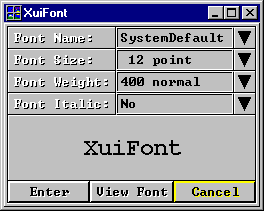 XuiFont
Font Name: SystemDefault
Font Size: 12 point
Font Weight: 400 normal
Font Italic: No
XuiFont
Enter View Font Cancel